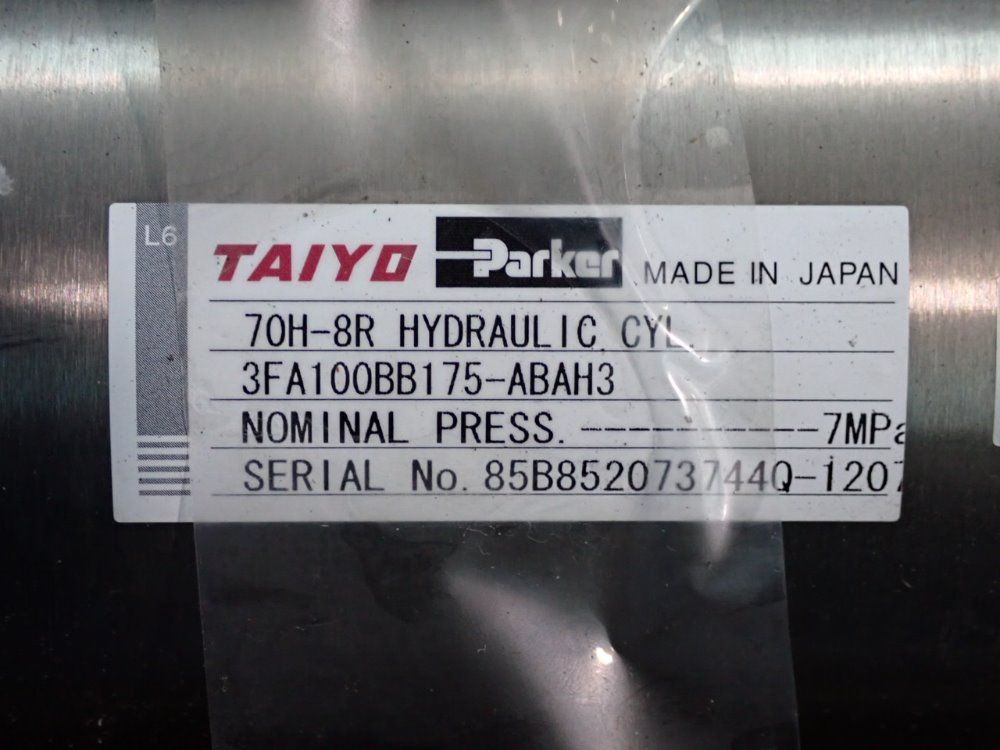 L6
TAIYO Parker MADE IN JAPAN
70H-8R HYDRAULIC CYL.
3FA100BB175-ABAH3
NOMINAL PRESS. ----------7MPa
SERIAL No. 85B852073744Q-1207